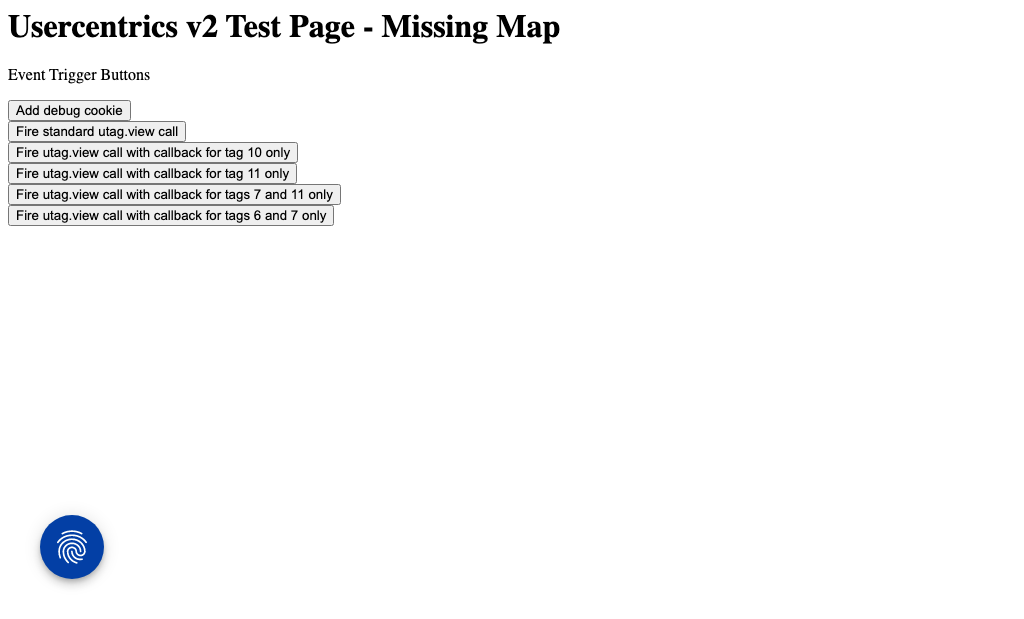 Usercentrics v2 Test Page - Missing Map
Event Trigger Buttons
Add debug cookie
Fire standard utag.view call
Fire utag.view call with callback for tag 10 only
Fire utag.view call with callback for tag 11 only
Fire utag.view call with callback for tags 7 and 11 only
Fire utag.view call with callback for tags 6 and 7 only